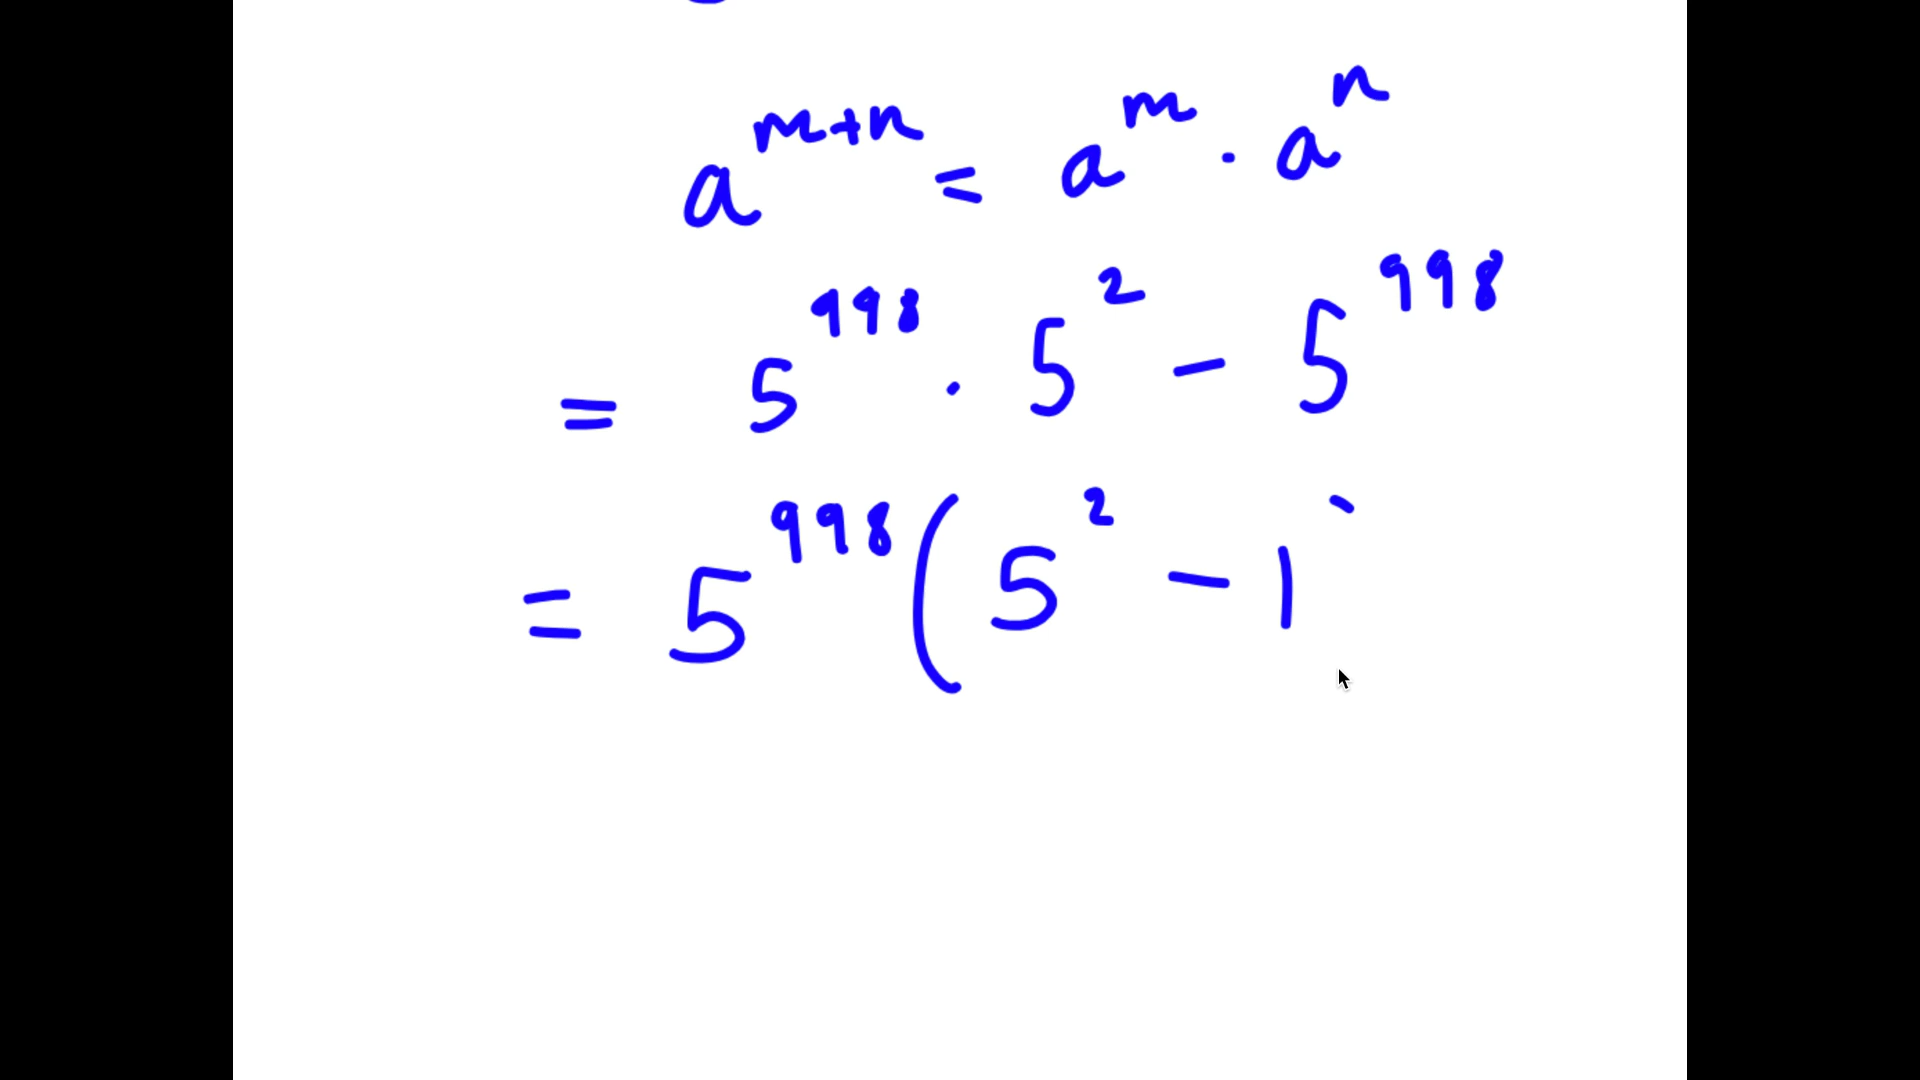 a^{m+n} = a^m · a^n
= 5^{998} · 5^2 - 5^{998}
= 5^{998} ( 5^2 - 1